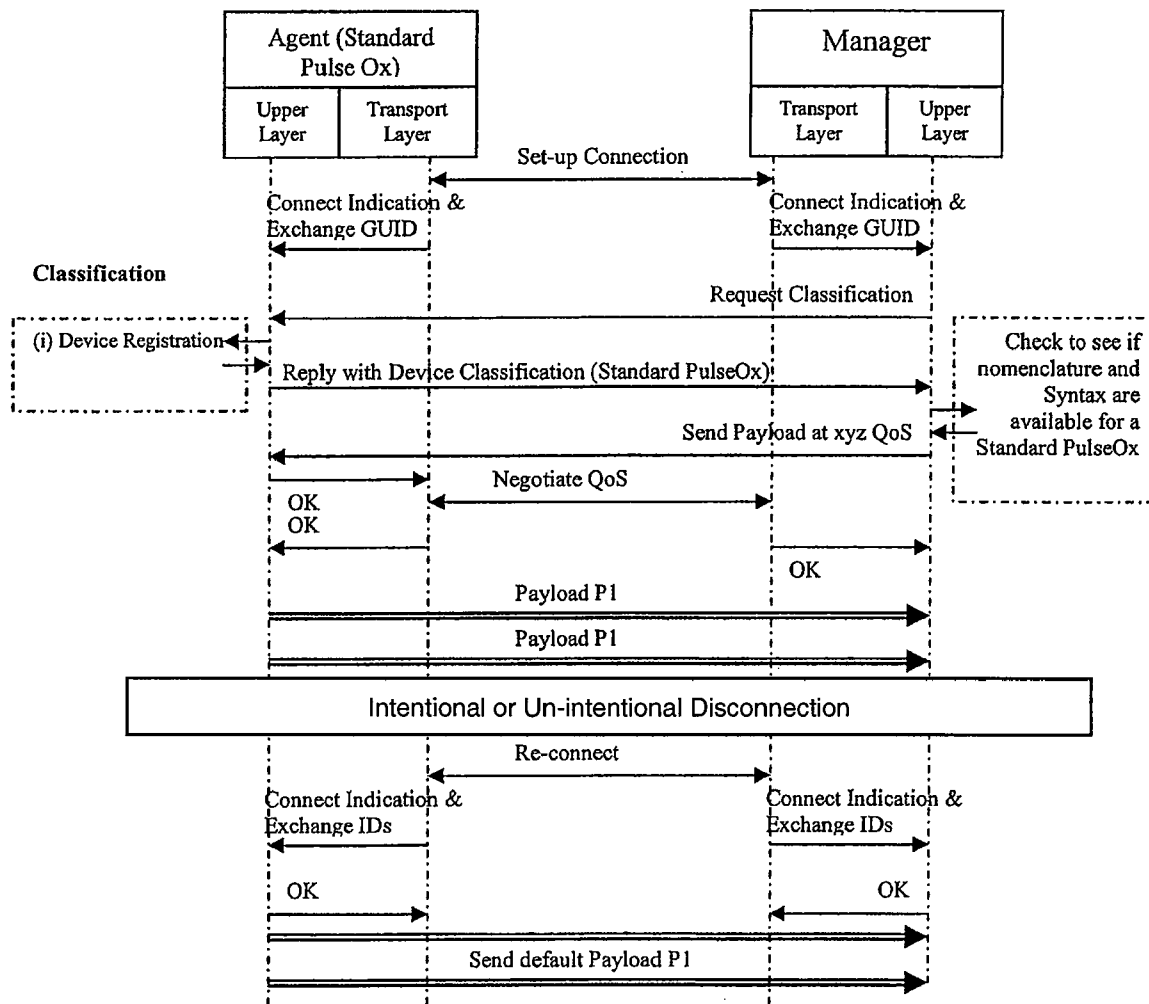 Agent (Standard
Pulse Ox)
Manager
Upper
Layer
Transport
Layer
Transport
Layer
Upper
Layer
Set-up Connection
Connect Indication &
Exchange GUID
Connect Indication &
Exchange GUID
Classification
Request Classification
(i) Device Registration
Check to see if
nomenclature and
Syntax are
available for a
Standard PulseOx
Reply with Device Classification (Standard PulseOx)
Send Payload at xyz QoS
Negotiate QoS
OK
OK
OK
Payload P1
Payload P1
Intentional or Un-intentional Disconnection
Re-connect
Connect Indication &
Exchange IDs
Connect Indication &
Exchange IDs
OK
OK
Send default Payload P1